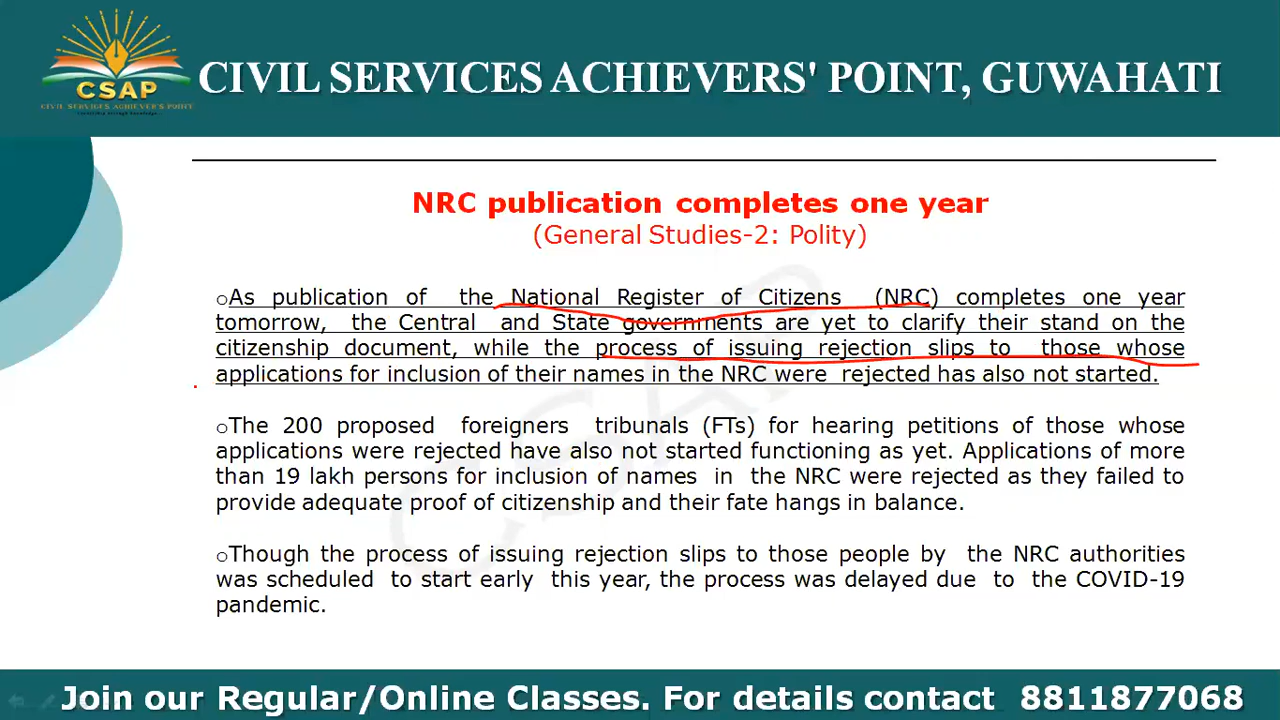 CSAP
CIVIL SERVICES ACHIEVER'S POINT
CIVIL SERVICES ACHIEVERS' POINT, GUWAHATI
NRC publication completes one year
(General Studies-2: Polity)
oAs publication of the National Register of Citizens (NRC) completes one year
tomorrow, the Central and State governments are yet to clarify their stand on the
citizenship document, while the process of issuing rejection slips to those whose
applications for inclusion of their names in the NRC were rejected has also not started.
oThe 200 proposed foreigners tribunals (FTs) for hearing petitions of those whose
applications were rejected have also not started functioning as yet. Applications of more
than 19 lakh persons for inclusion of names in the NRC were rejected as they failed to
provide adequate proof of citizenship and their fate hangs in balance.
oThough the process of issuing rejection slips to those people by the NRC authorities
was scheduled to start early this year, the process was delayed due to the COVID-19
pandemic.
CSAP
Join our Regular/Online Classes. For details contact 8811877068